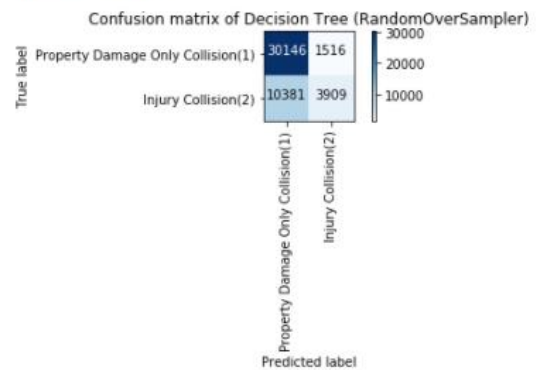 Confusion matrix of Decision Tree (RandomOverSampler)
True label
Property Damage Only Collision(1)
30146 1516
Injury Collision(2)
10381 3909
30000
20000
10000
Property Damage Only Collision(1)
Injury Collision(2)
Predicted label